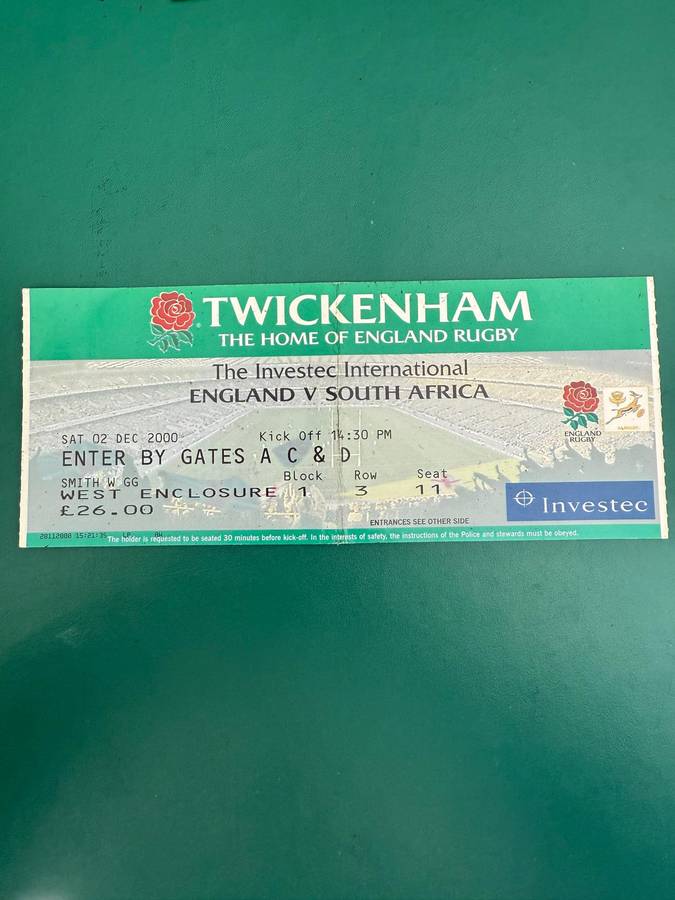 TWICKENHAM
THE HOME OF ENGLAND RUGBY
The Investec International
ENGLAND V SOUTH AFRICA
ENGLAND
RUGBY
SAT 02 DEC 2000 Kick Off 14:30 PM
ENTER BY GATES A C & D
SMITH W GG Block Row Seat
WEST ENCLOSURE 1 3 11
£26.00
Investec
ENTRANCES SEE OTHER SIDE
The holder is requested to be seated 30 minutes before kick-off. In the interests of safety, the instructions of the Police and stewards must be obeyed.